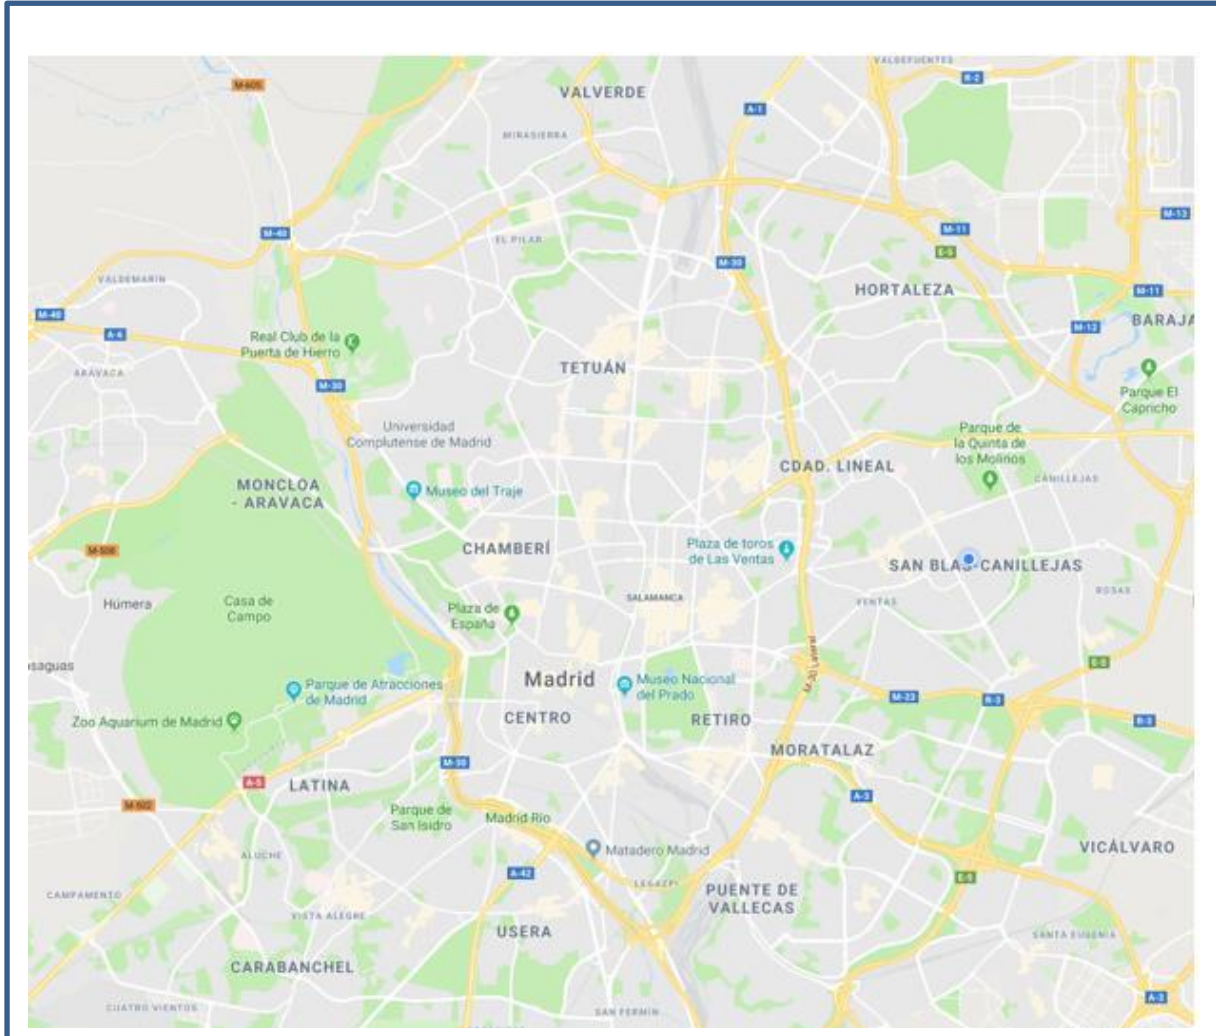 VALDEFUENTES
R-2
M-605
VALVERDE
A-1
MIRASIERRA
M-13
M-11
M-40
EL PILAR
E-5
M-30
VALDEMARÍN
HORTALEZA
M-11
M-40
BARAJA
A-6
M-12
Real Club de la
Puerta de Hierro
TETUÁN
ARAVACA
M-30
Parque El
Capricho
Universidad
Complutense de Madrid
Parque de
la Quinta de
los Molinos
CDAD. LINEAL
CANILLEJAS
MONCLOA
- ARAVACA
Museo del Traje
M-500
CHAMBERÍ
Plaza de toros
de Las Ventas
SAN BLAS-CANILLEJAS
ROSAS
Húmera
Casa de
Campo
Plaza de
España
SALAMANCA
VENTAS
osaguas
M-30 Lateral
E-5
Parque de Atracciones
de Madrid
Madrid
Museo Nacional
del Prado
M-23
R-3
Zoo Aquarium de Madrid
CENTRO
RETIRO
R-3
MORATALAZ
M-30
A-5
LATINA
A-3
M-502
Parque de
San Isidro
Madrid Río
Matadero Madrid
VICÁLVARO
ALUCHE
A-42
LEGAZPI
E-5
CAMPAMENTO
PUENTE DE
VALLECAS
VISTA ALEGRE
USERA
SANTA EUGENIA
CARABANCHEL
A-3
CUATRO VIENTOS
SAN FERMÍN